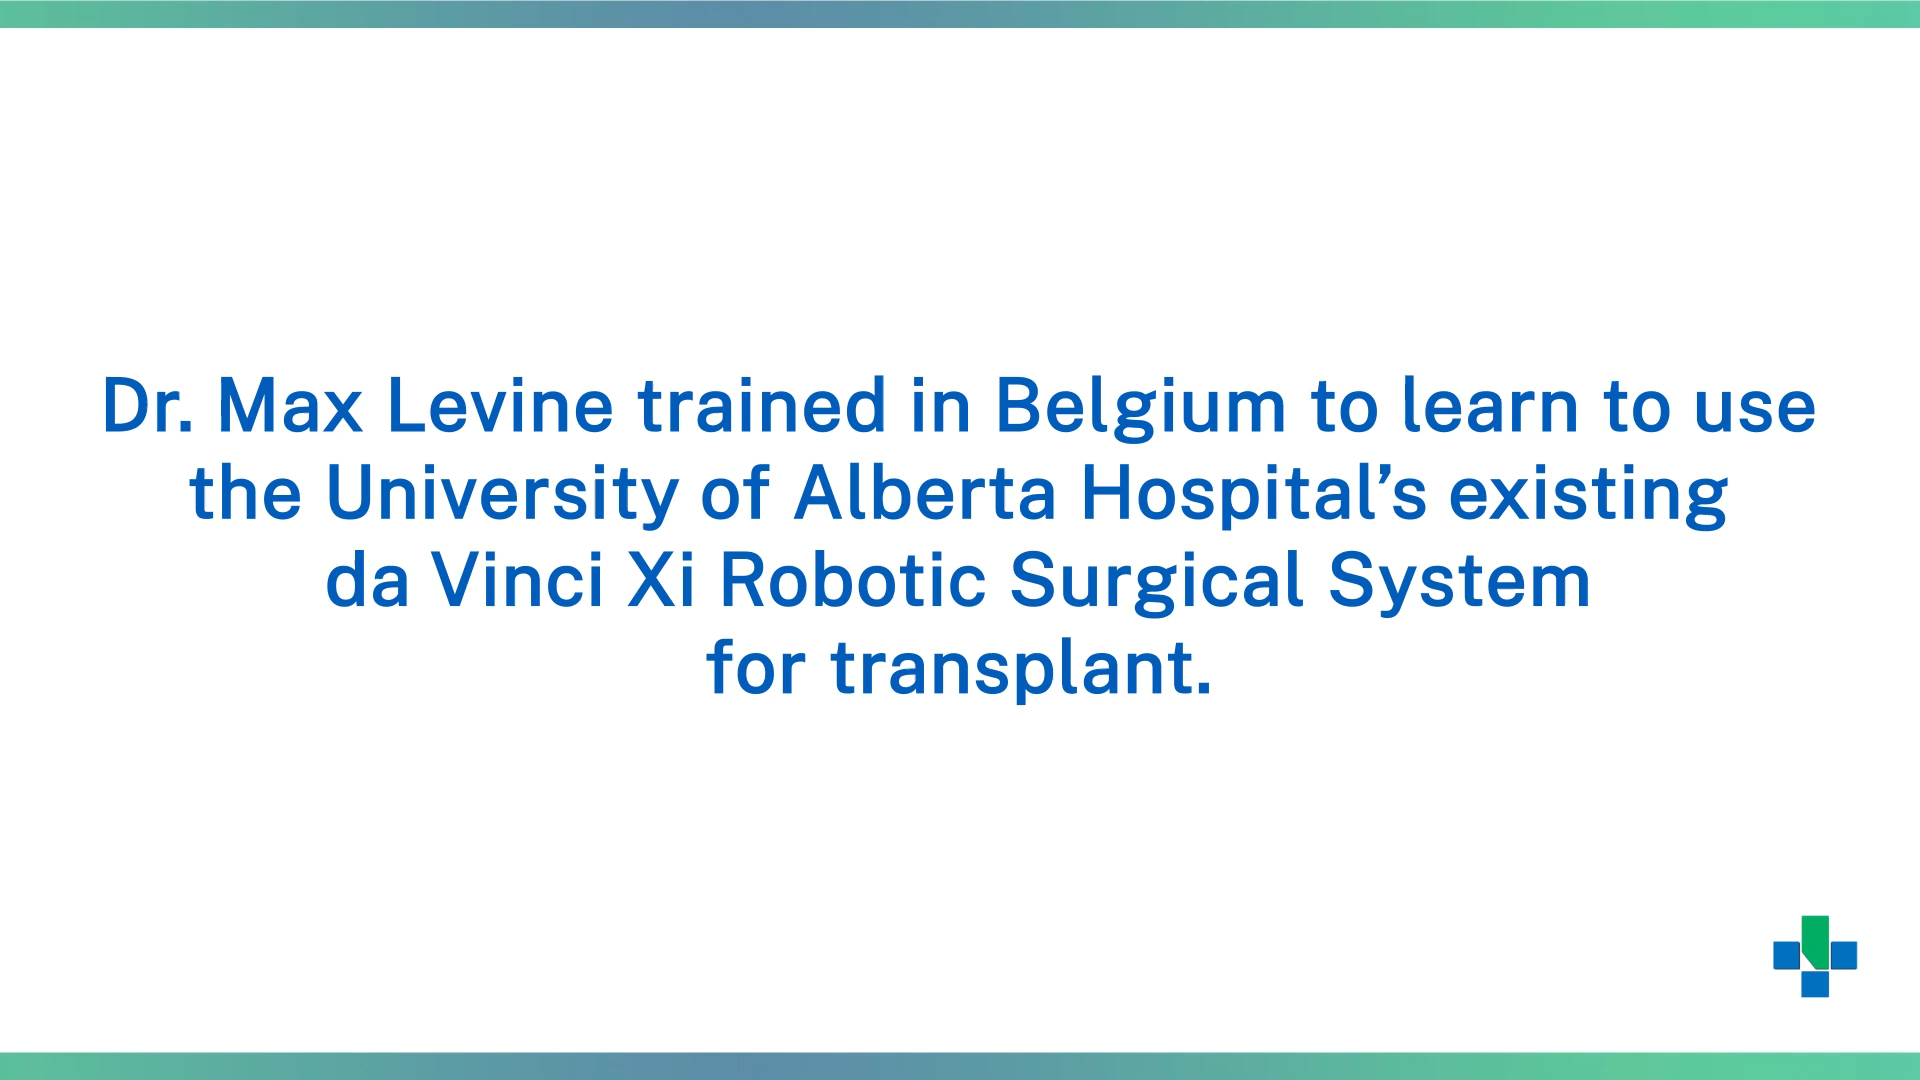 Dr. Max Levine trained in Belgium to learn to use
the University of Alberta Hospital’s existing
da Vinci Xi Robotic Surgical System
for transplant.